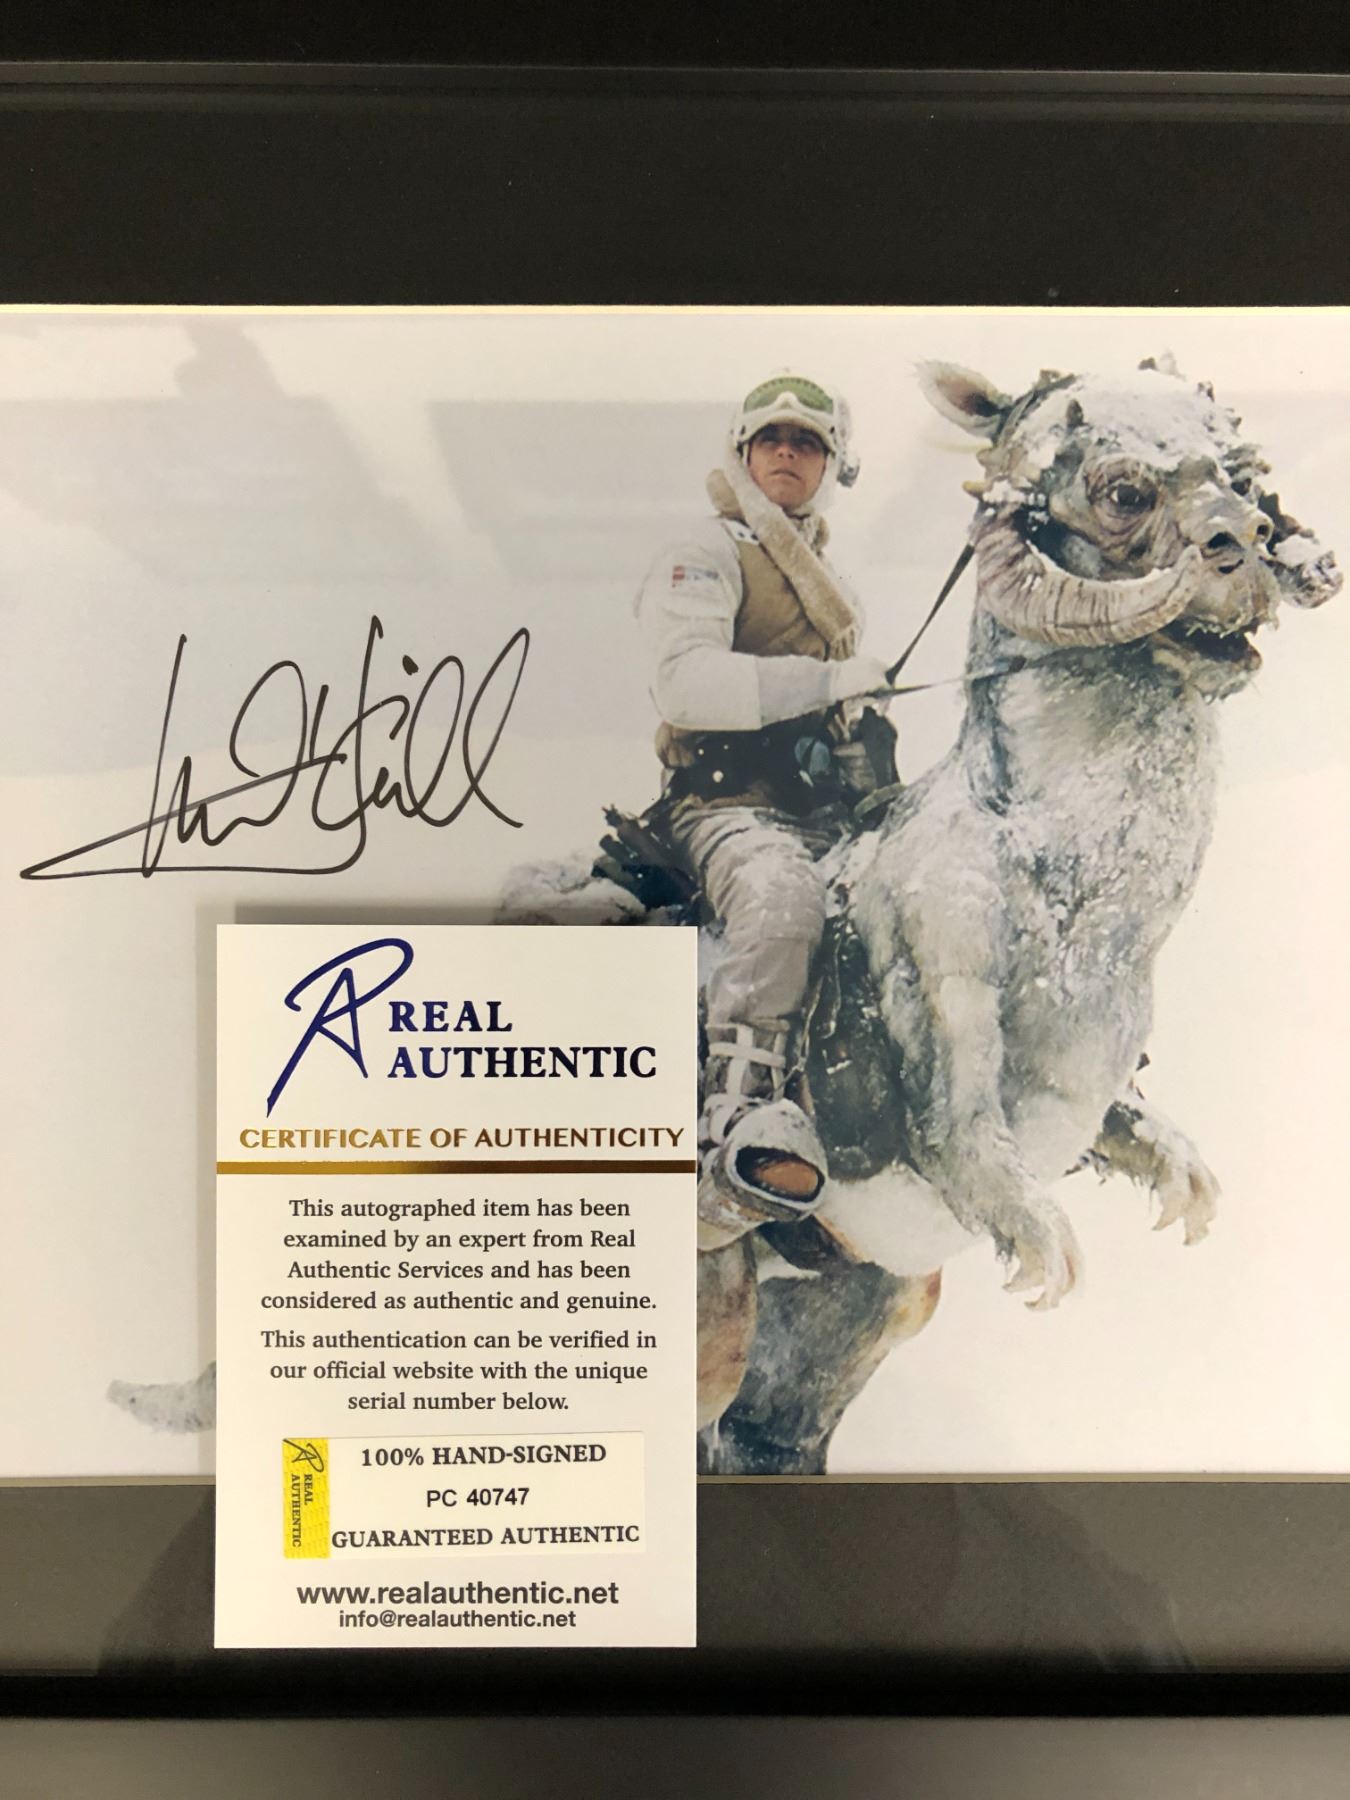 REAL
AUTHENTIC
CERTIFICATE OF AUTHENTICITY
This autographed item has been
examined by an expert from Real
Authentic Services and has been
considered as authentic and genuine.
This authentication can be verified in
our official website with the unique
serial number below.
REAL
AUTHENTIC
100% HAND-SIGNED
PC 40747
GUARANTEED AUTHENTIC
www.realauthentic.net
info@realauthentic.net